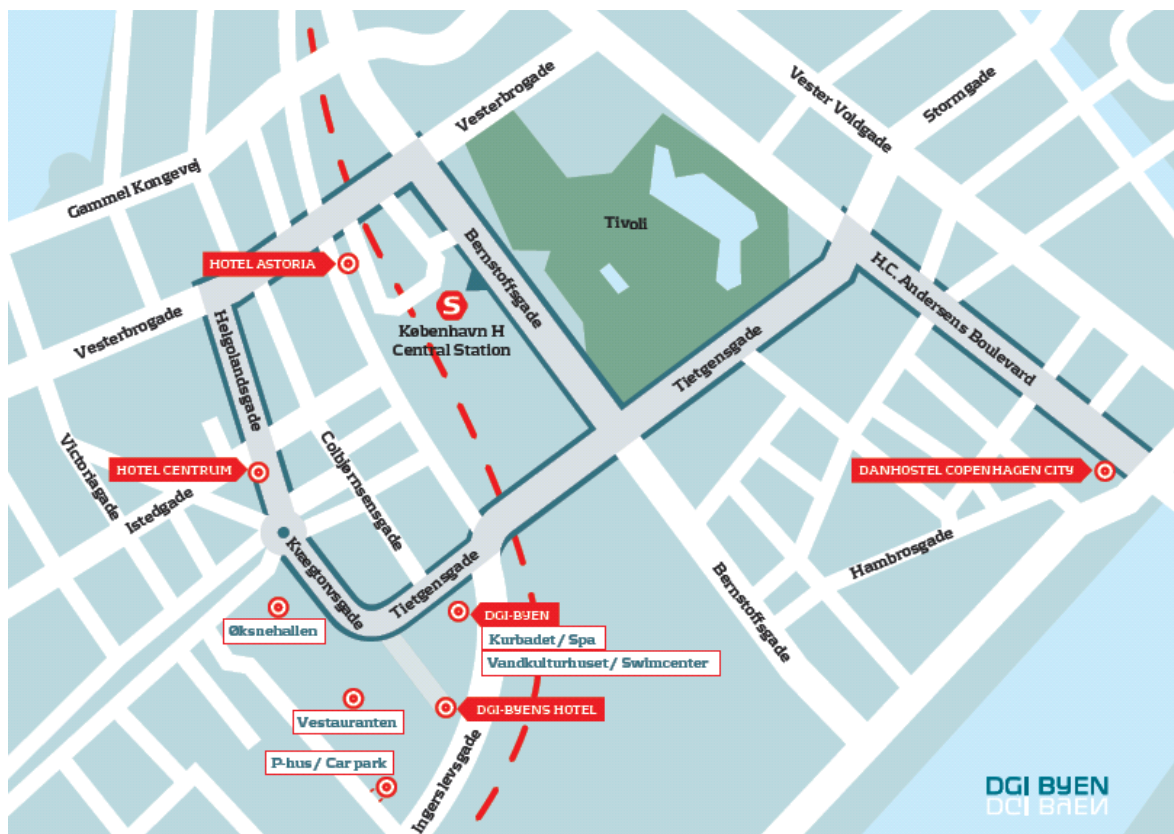 Vesterbrogade
Vester Voldgade
Stormgade
Gammel Kongevej
Tivoli
HOTEL ASTORIA
Bernstoffsgade
H.C. Andersens Boulevard
S
København H
Central Station
Vesterbrogade
Helgolandsgade
Tietgensgade
HOTEL CENTRUM
Victoriagade
Istedgade
Colbjørnsensgade
DANHOSTEL COPENHAGEN CITY
Kvægtorvsgade
Tietgensgade
Hambrosgade
Bernstoffsgade
Øksnehallen
DGI-BYEN
Kurbadet / Spa
Vandkulturhuset / Swimcenter
DGI-BYENS HOTEL
Vestauranten
P-hus / Car park
Ingerslevsgade
DGI BYEN
DGI BYEN